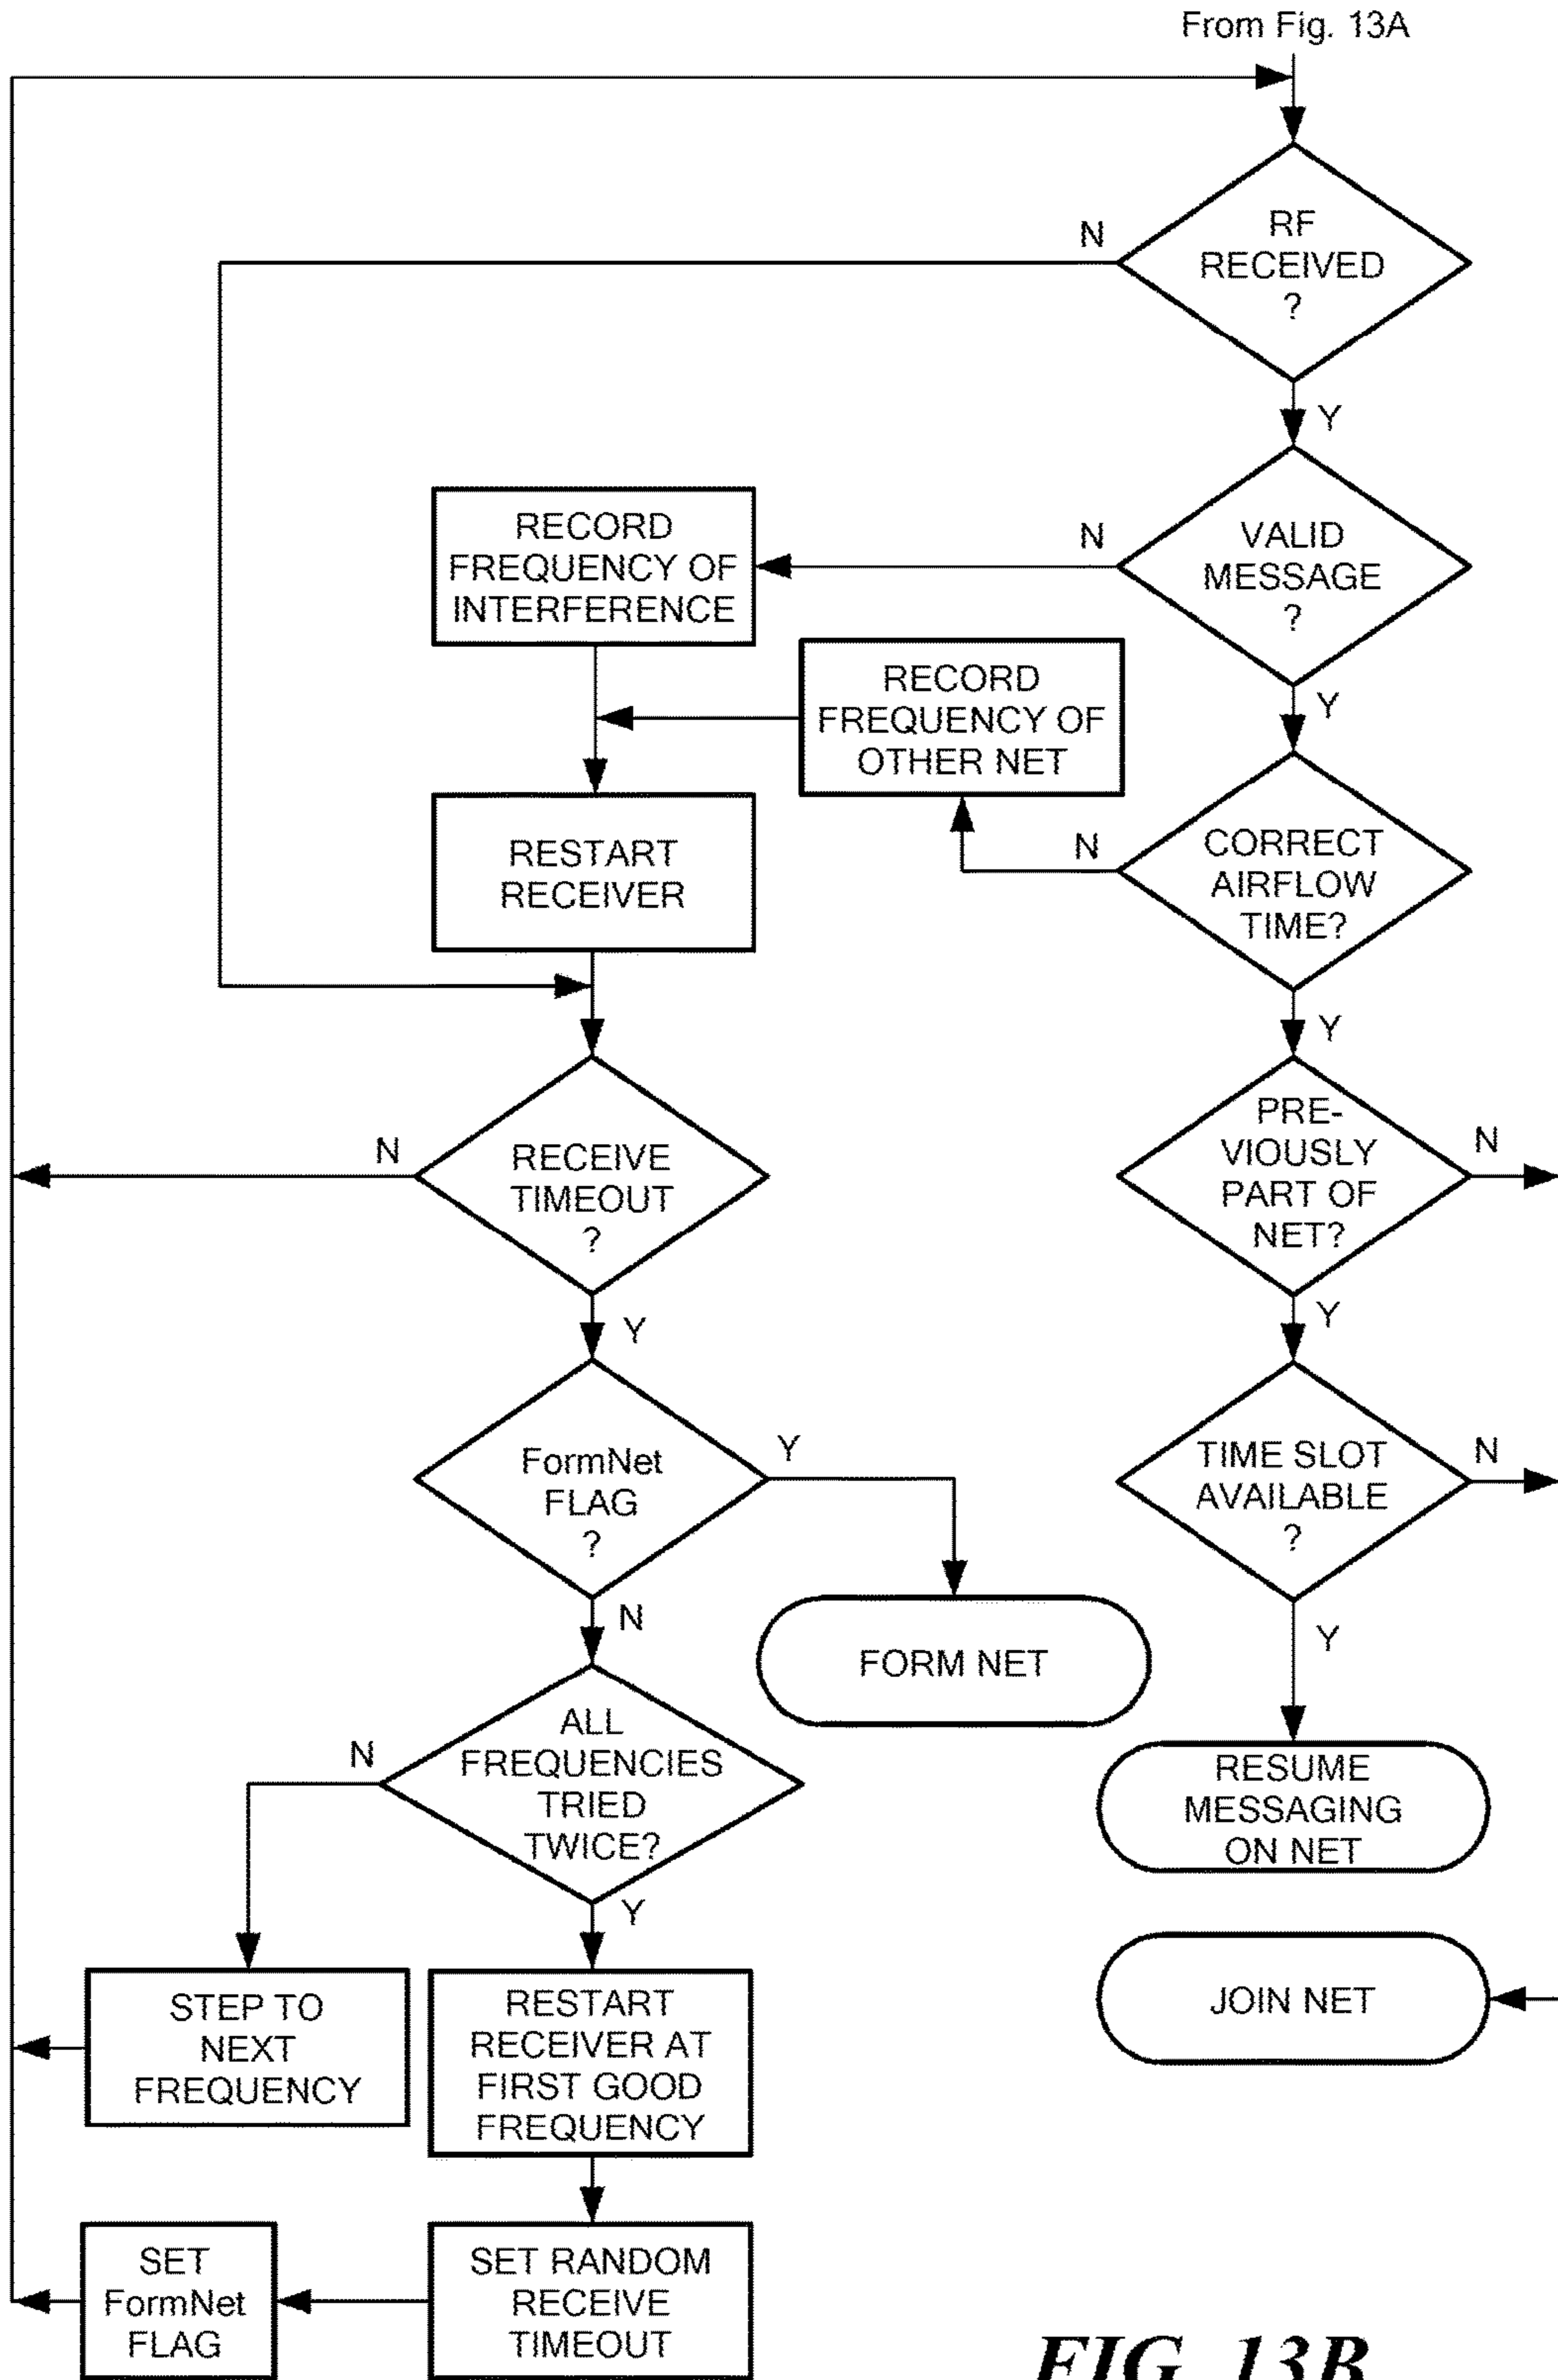 From Fig. 13A
N
RF
RECEIVED
?
Y
RECORD
FREQUENCY OF
INTERFERENCE
N
VALID
MESSAGE
?
Y
RECORD
FREQUENCY OF
OTHER NET
RESTART
RECEIVER
N
CORRECT
AIRFLOW
TIME?
Y
N
RECEIVE
TIMEOUT
?
Y
PRE-
VIOUSLY
PART OF
NET?
N
Y
FormNet
FLAG
?
Y
N
TIME SLOT
AVAILABLE
?
N
Y
FORM NET
N
ALL
FREQUENCIES
TRIED
TWICE?
Y
RESUME
MESSAGING
ON NET
STEP TO
NEXT
FREQUENCY
RESTART
RECEIVER AT
FIRST GOOD
FREQUENCY
JOIN NET
SET
FormNet
FLAG
SET RANDOM
RECEIVE
TIMEOUT
FIG. 13B